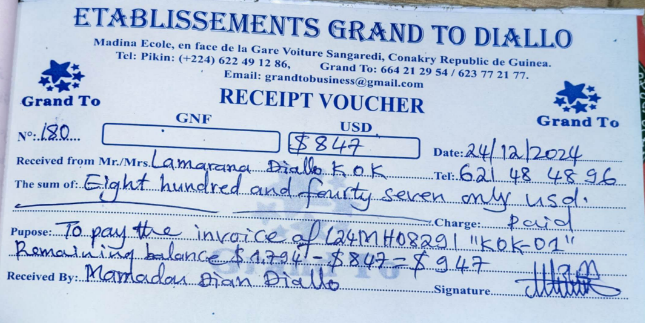 ETABLISSEMENTS GRAND TO DIALLO
Madina Ecole, en face de la Gare Voiture Sangaredi, Conakry Republic de Guinea.
Tel: Pikin: (+224) 622 49 12 86, Grand To: 664 21 29 54 / 623 77 21 77.
Email: grandtobusiness@gmail.com
Grand To RECEIPT VOUCHER Grand To
GNF USD
Nº: 180 $847 Date: 24/12/2024
Received from Mr./Mrs. Lamarana Diallo KOK Tel: 621 48 48 96
The sum of: Eight hundred and fourty seven only usd.
Charge: paid
Pupose: To pay the invoice of L24MH08291 "KOK-01"
Remaining balance $1.794 - $847 = $947
Received By: Mamadou Dian Diallo Signature